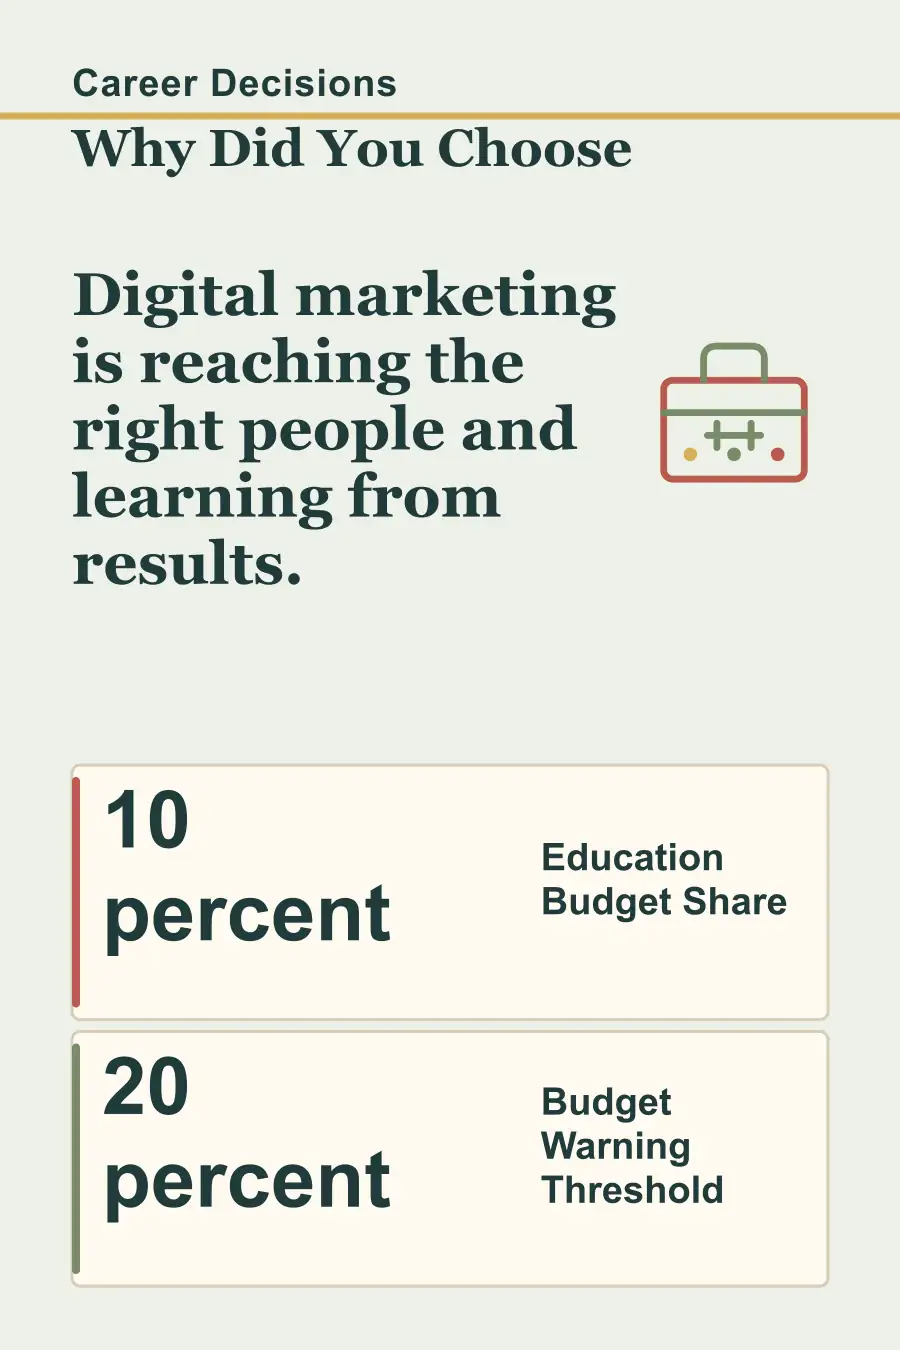 Career Decisions
Why Did You Choose
Digital marketing
is reaching the
right people and
learning from
results.
10
percent
Education
Budget Share
20
percent
Budget
Warning
Threshold